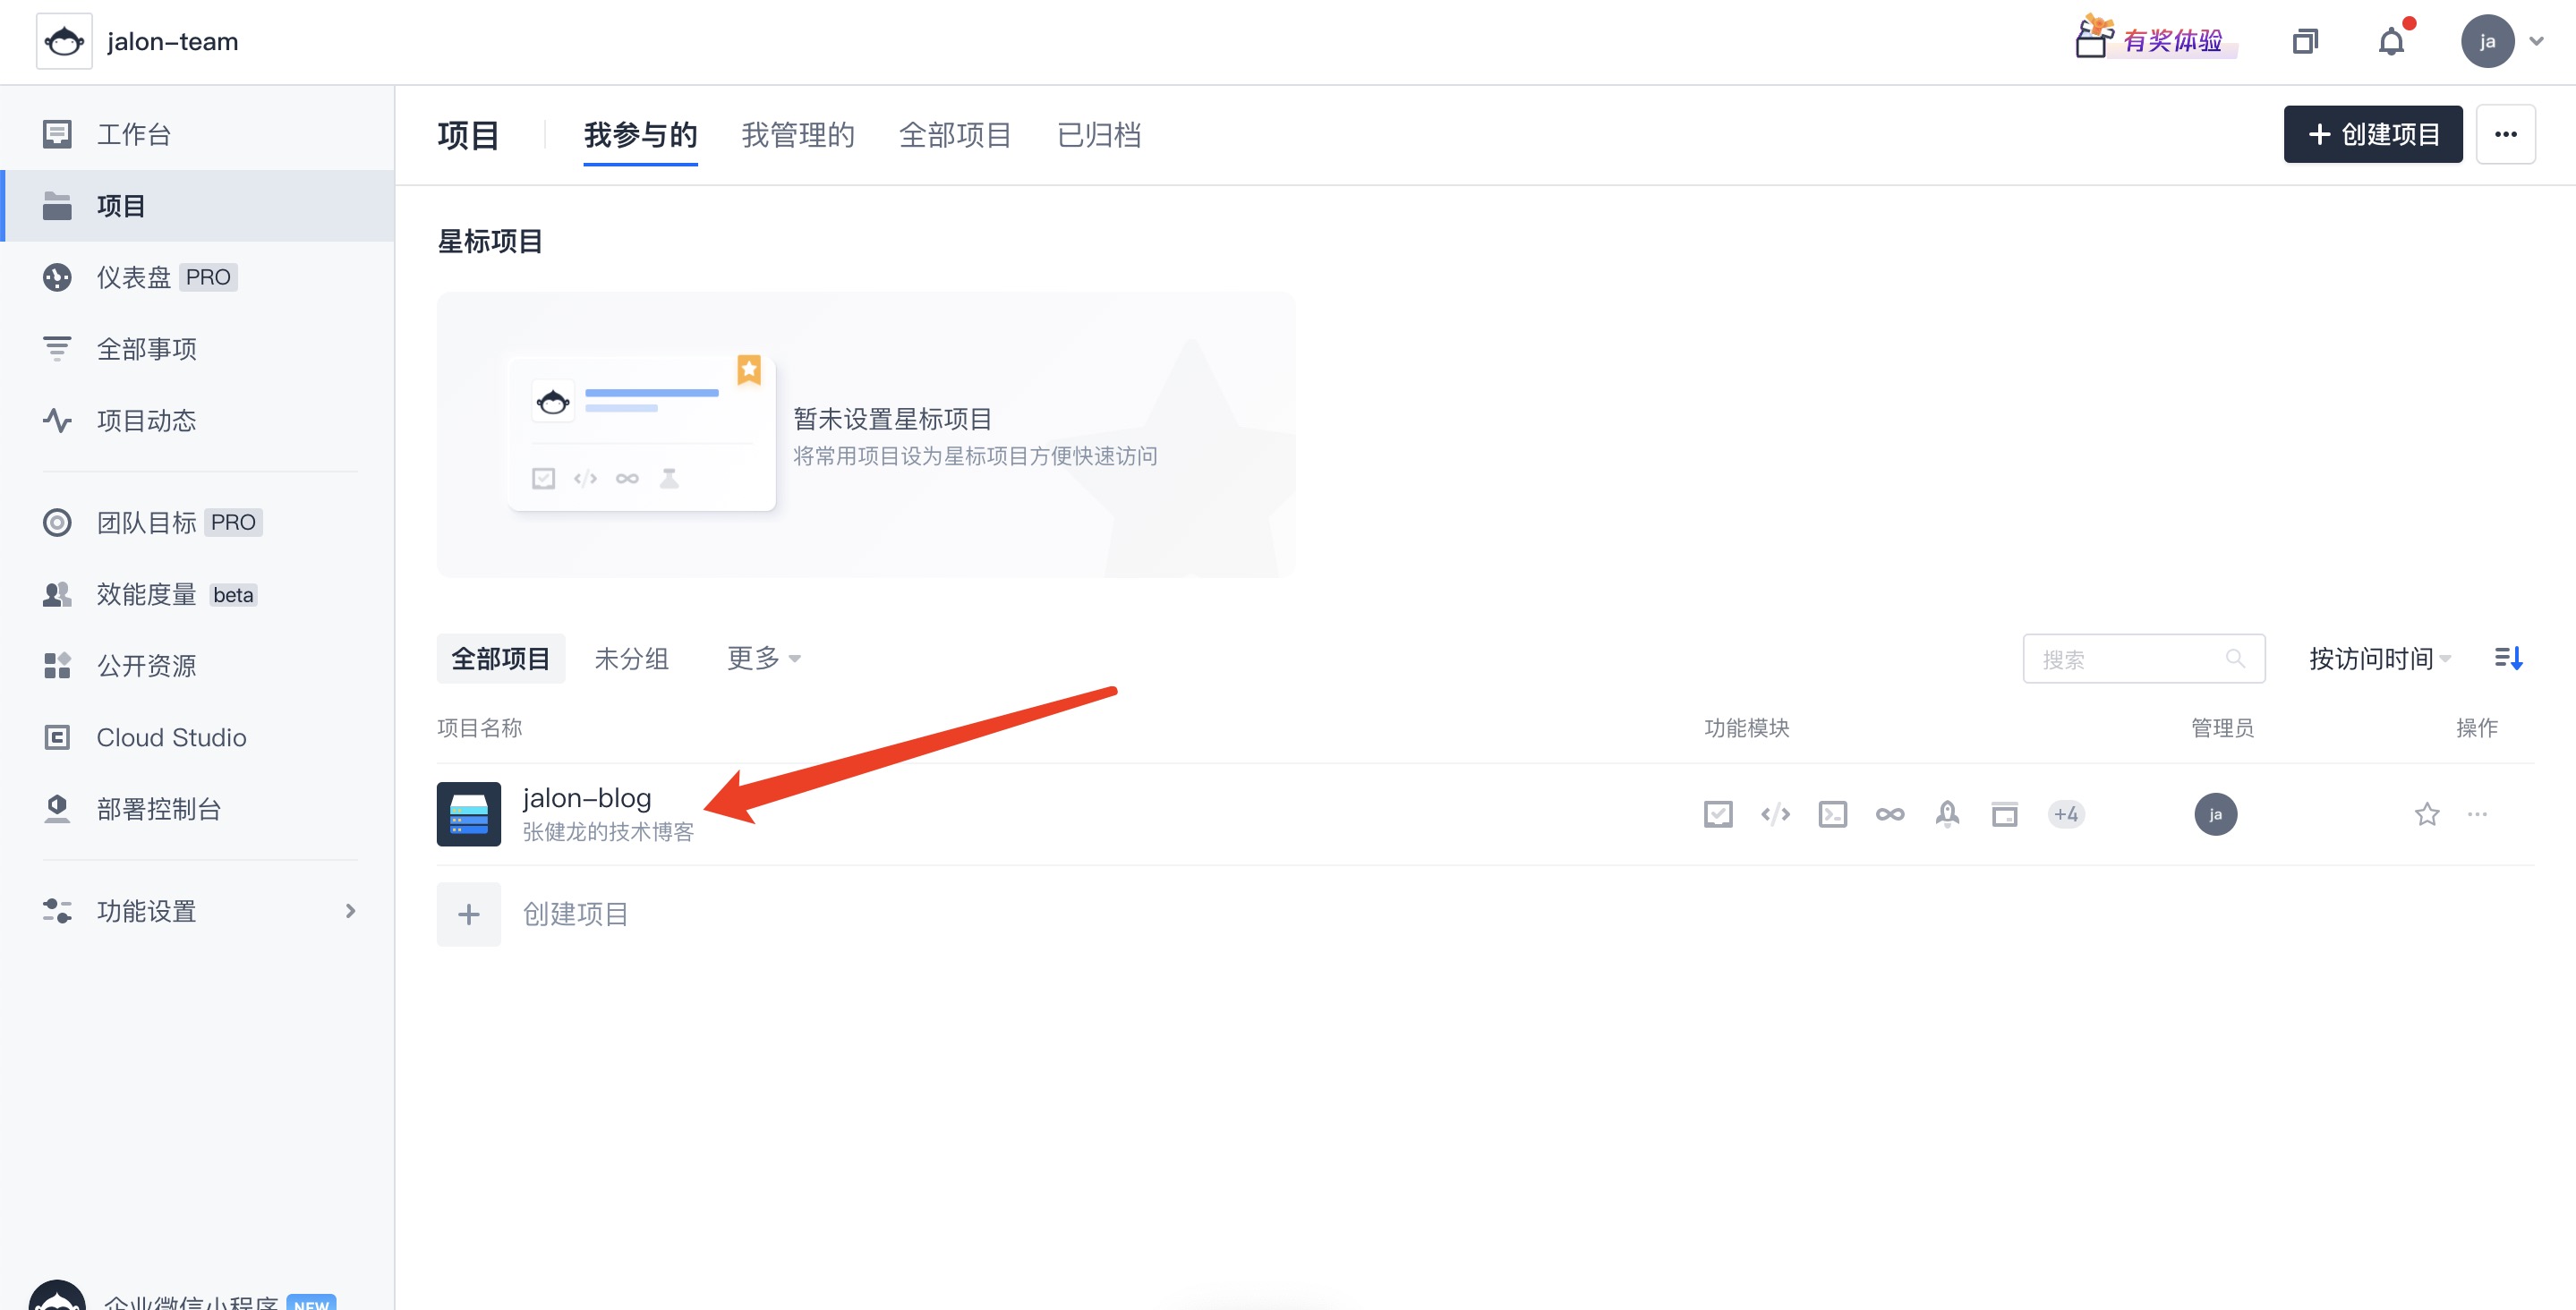 jalon-team
有奖体验
ja
工作台
项目
仪表盘 PRO
全部事项
项目动态
团队目标 PRO
效能度量 beta
公开资源
Cloud Studio
部署控制台
功能设置
企业微信小程序 NEW
项目
我参与的
我管理的
全部项目
已归档
+ 创建项目
星标项目
暂未设置星标项目
将常用项目设为星标项目方便快速访问
全部项目
未分组
更多
搜索
按访问时间
项目名称
功能模块
管理员
操作
jalon-blog
张健龙的技术博客
+4
ja
创建项目